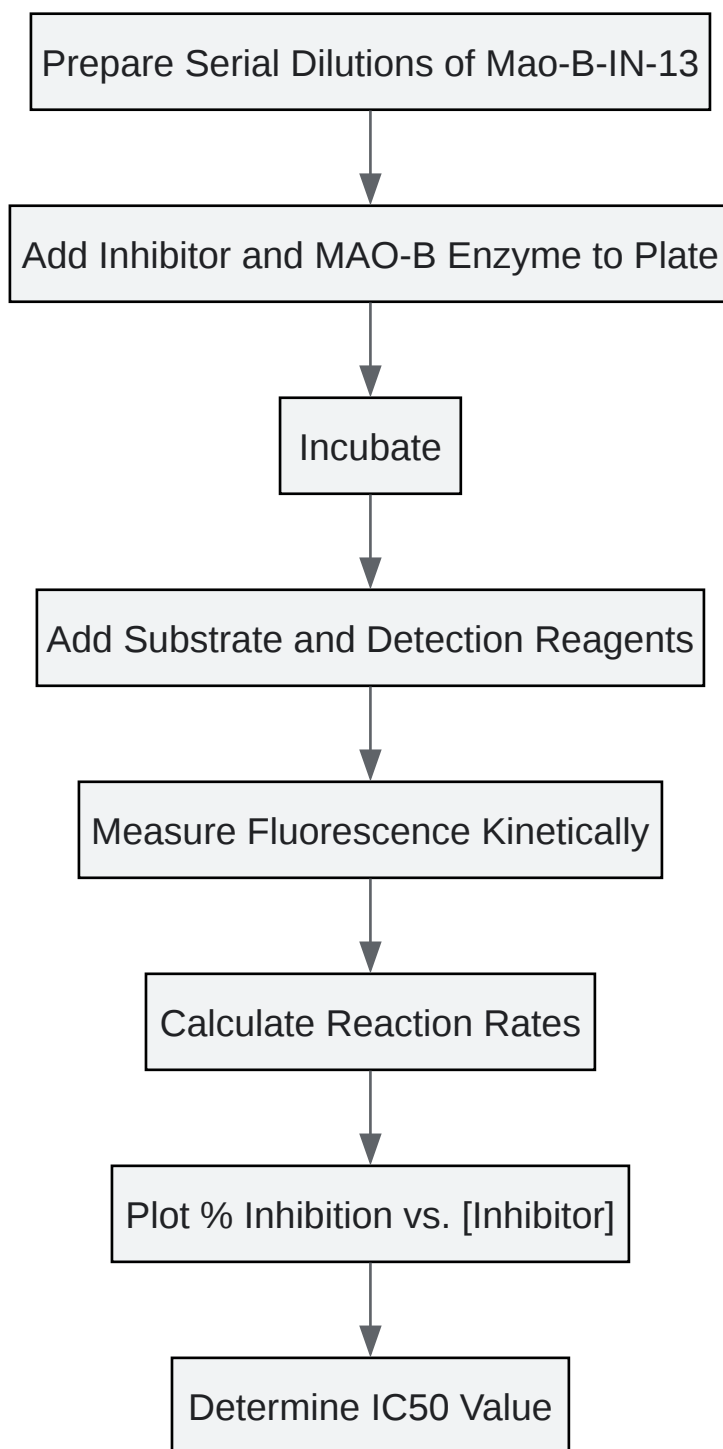 Prepare Serial Dilutions of Mao-B-IN-13
Add Inhibitor and MAO-B Enzyme to Plate
Incubate
Add Substrate and Detection Reagents
Measure Fluorescence Kinetically
Calculate Reaction Rates
Plot % Inhibition vs. [Inhibitor]
Determine IC50 Value